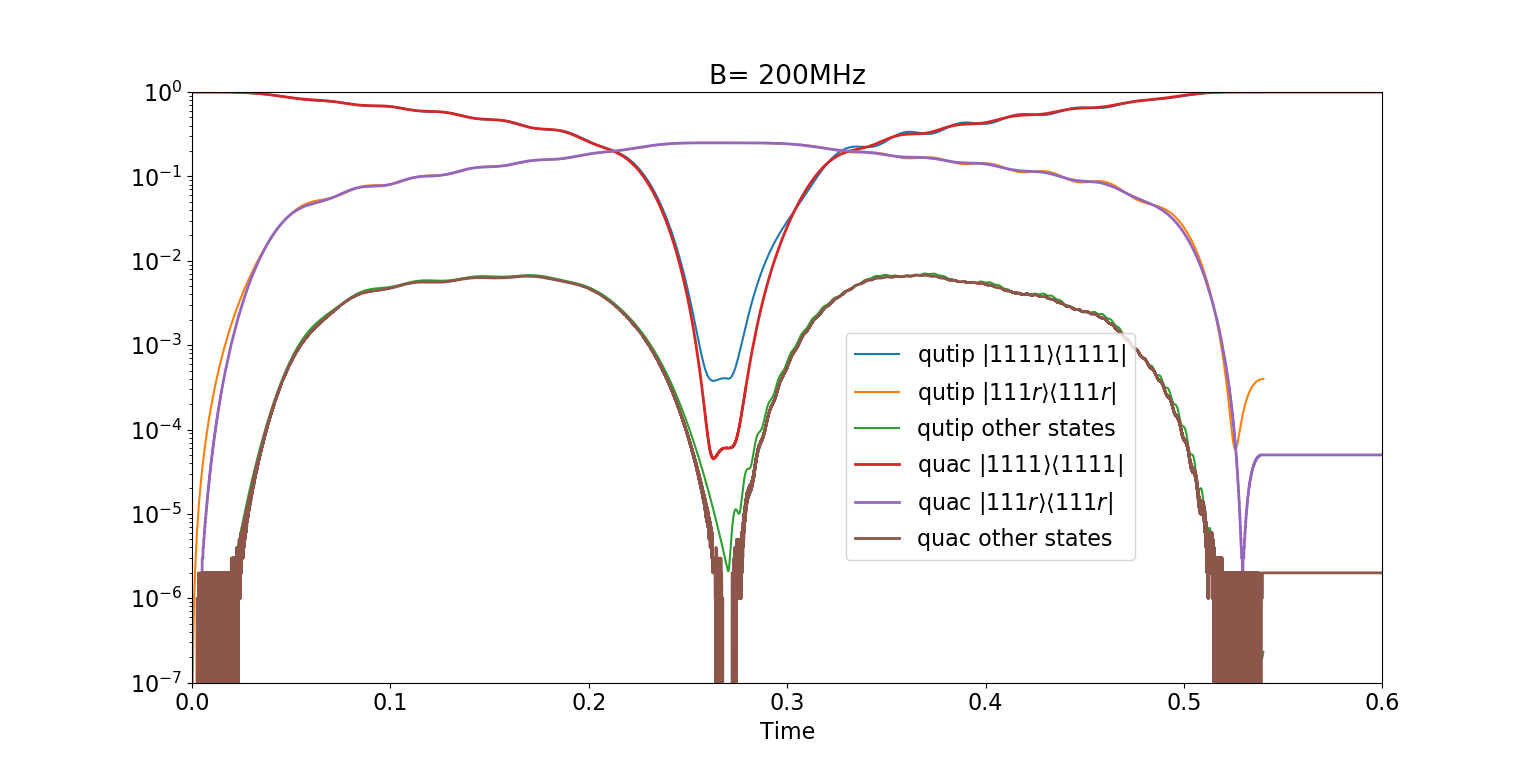 B= 200MHz
10⁰
10⁻¹
10⁻²
10⁻³
10⁻⁴
10⁻⁵
10⁻⁶
10⁻⁷
qutip |1111⟩⟨1111|
qutip |111r⟩⟨111r|
qutip other states
quac |1111⟩⟨1111|
quac |111r⟩⟨111r|
quac other states
0.0 0.1 0.2 0.3 0.4 0.5 0.6
Time